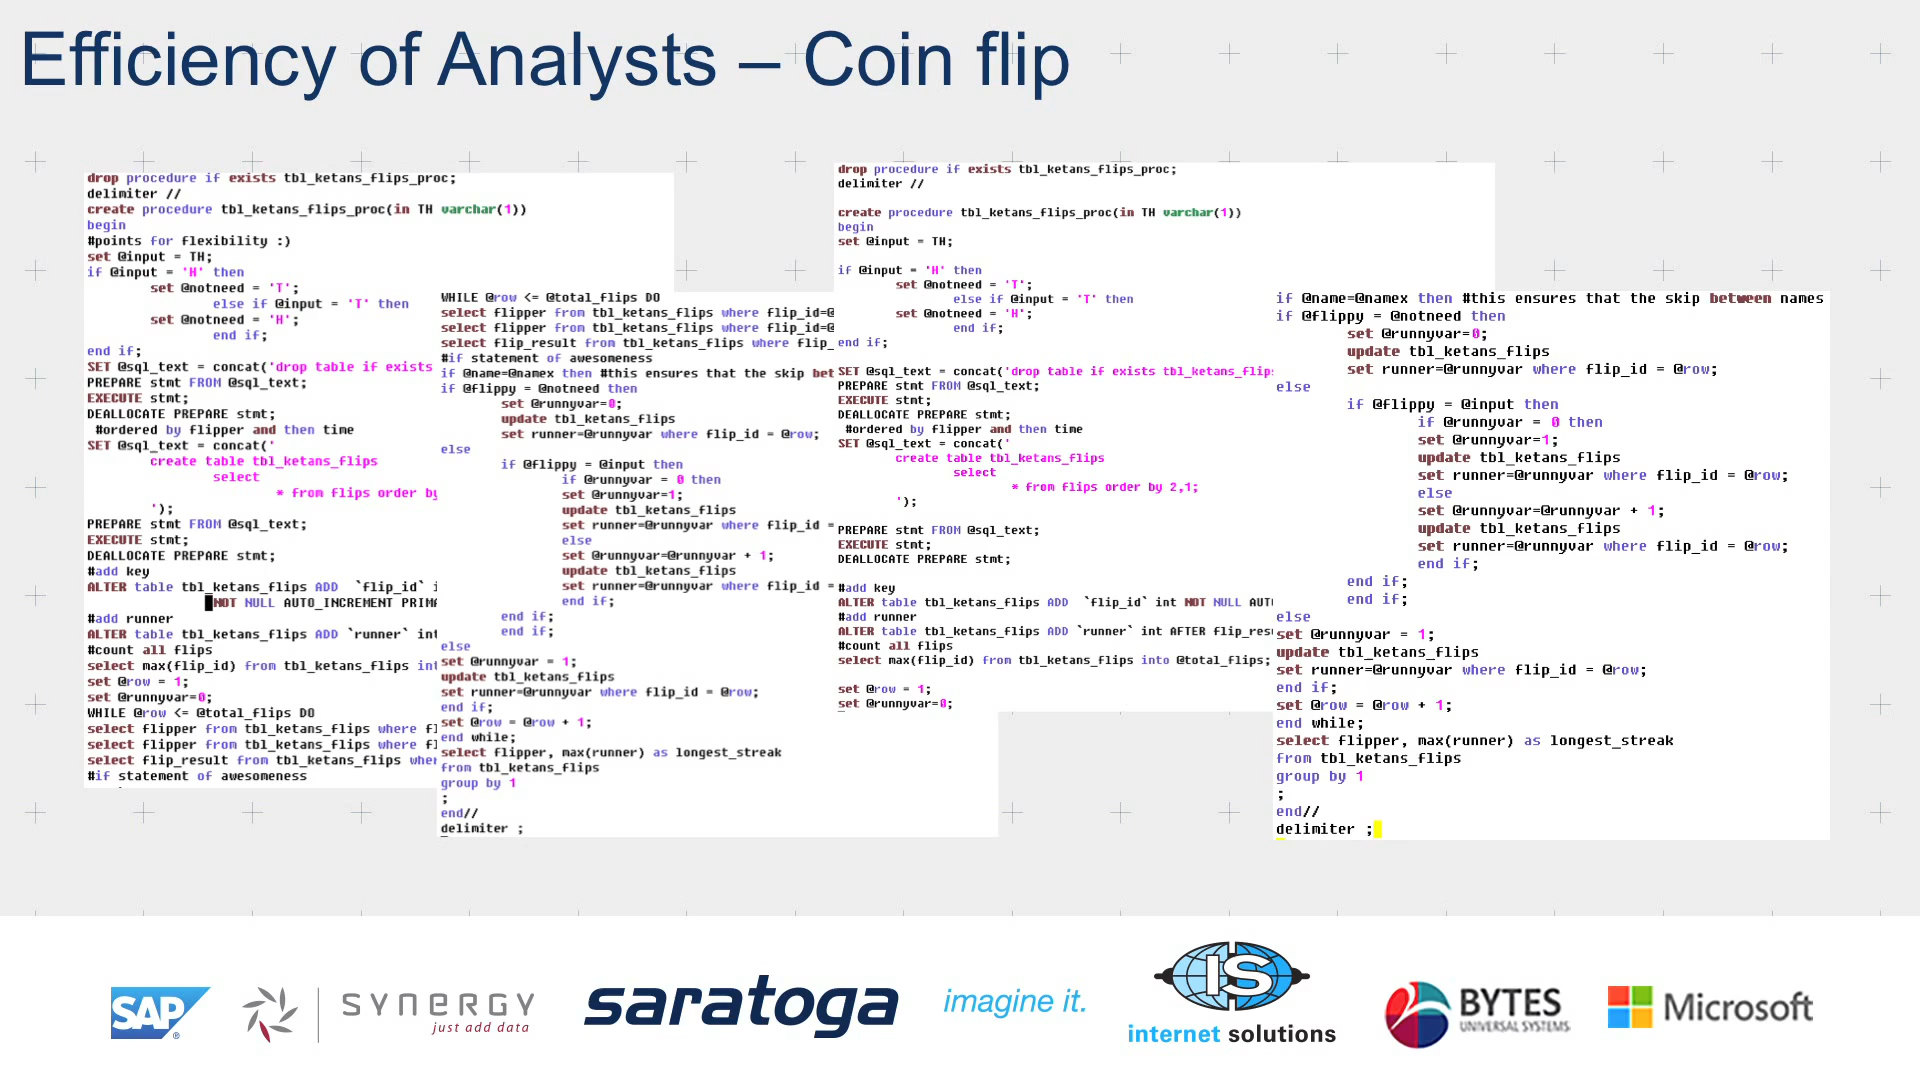 Efficiency of Analysts – Coin flip
drop procedure if exists tbl_ketans_flips_proc;
delimiter //
create procedure tbl_ketans_flips_proc(in TH varchar(1))
begin
#points for flexibility :)
set @input = TH;
if @input = 'H' then
set @notneed = 'T';
else if @input = 'T' then
set @notneed = 'H';
end if;
end if;
SET @sql_text = concat('drop table if exists
PREPARE stmt FROM @sql_text;
EXECUTE stmt;
DEALLOCATE PREPARE stmt;
#ordered by flipper and then time
SET @sql_text = concat('
create table tbl_ketans_flips
select
* from flips order by
');
PREPARE stmt FROM @sql_text;
EXECUTE stmt;
DEALLOCATE PREPARE stmt;
#add key
ALTER table tbl_ketans_flips ADD `flip_id`
NOT NULL AUTO_INCREMENT
#add runner
ALTER table tbl_ketans_flips ADD `runner` int
#count all flips
select max(flip_id) from tbl_ketans_flips
set @row = 1;
set @runnyvar=0;
WHILE @row <= @total_flips DO
select flipper from tbl_ketans_flips where
select flipper from tbl_ketans_flips where
select flip_result from tbl_ketans_flips
#if statement of awesomeness
WHILE @row <= @total_flips DO
select flipper from tbl_ketans_flips where flip_id=@
select flipper from tbl_ketans_flips where flip_id=@
select flip_result from tbl_ketans_flips where flip_
#if statement of awesomeness
if @name=@namex then #this ensures that the skip bet
if @flippy = @notneed then
set @runnyvar=0;
update tbl_ketans_flips
set runner=@runnyvar where flip_id = @row;
else
if @flippy = @input then
if @runnyvar = 0 then
set @runnyvar=1;
update tbl_ketans_flips
set runner=@runnyvar where flip_id =
else
set @runnyvar=@runnyvar + 1;
update tbl_ketans_flips
set runner=@runnyvar where flip_id =
end if;
end if;
end if;
else
set @runnyvar = 1;
update tbl_ketans_flips
set runner=@runnyvar where flip_id = @row;
end if;
set @row = @row + 1;
end while;
select flipper, max(runner) as longest_streak
from tbl_ketans_flips
group by 1
;
end//
delimiter ;
drop procedure if exists tbl_ketans_flips_proc;
delimiter //
create procedure tbl_ketans_flips_proc(in TH varchar(1))
begin
set @input = TH;
if @input = 'H' then
set @notneed = 'T';
else if @input = 'T' then
set @notneed = 'H';
end if;
end if;
SET @sql_text = concat('drop table if exists tbl_ketans_flips
PREPARE stmt FROM @sql_text;
EXECUTE stmt;
DEALLOCATE PREPARE stmt;
#ordered by flipper and then time
SET @sql_text = concat('
create table tbl_ketans_flips
select
* from flips order by 2,1;
');
PREPARE stmt FROM @sql_text;
EXECUTE stmt;
DEALLOCATE PREPARE stmt;
#add key
ALTER table tbl_ketans_flips ADD `flip_id` int NOT NULL
#add runner
ALTER table tbl_ketans_flips ADD `runner` int AFTER
#count all flips
select max(flip_id) from tbl_ketans_flips into @total_flips;
set @row = 1;
set @runnyvar=0;
if @name=@namex then #this ensures that the skip between names
if @flippy = @notneed then
set @runnyvar=0;
update tbl_ketans_flips
set runner=@runnyvar where flip_id = @row;
else
if @flippy = @input then
if @runnyvar = 0 then
set @runnyvar=1;
update tbl_ketans_flips
set runner=@runnyvar where flip_id = @row;
else
set @runnyvar=@runnyvar + 1;
update tbl_ketans_flips
set runner=@runnyvar where flip_id = @row;
end if;
end if;
end if;
else
set @runnyvar = 1;
update tbl_ketans_flips
set runner=@runnyvar where flip_id = @row;
end if;
set @row = @row + 1;
end while;
select flipper, max(runner) as longest_streak
from tbl_ketans_flips
group by 1
;
end//
delimiter ;
SAP®
SYNERGY
just add data
saratoga
imagine it.
IS
internet solutions
BYTES
UNIVERSAL SYSTEMS
Microsoft